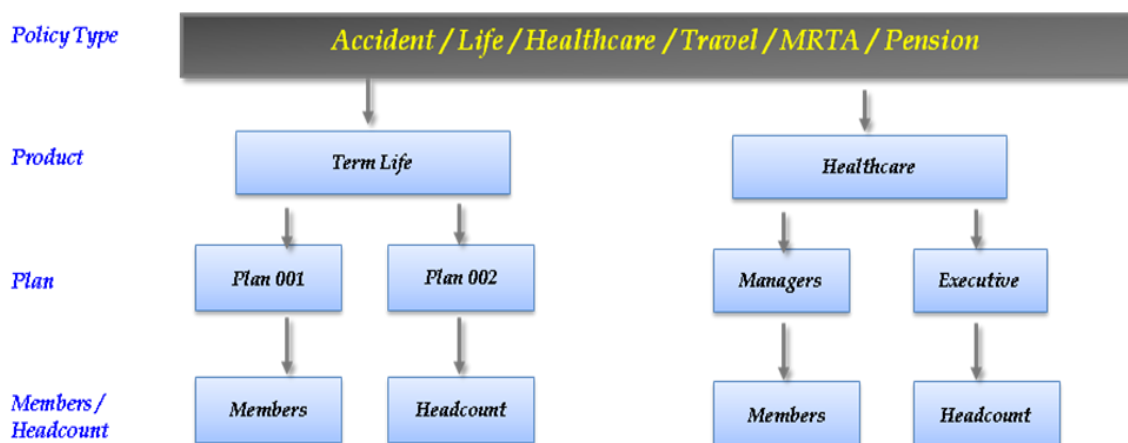 Policy Type
Accident / Life / Healthcare / Travel / MRTA / Pension
Product
Term Life
Healthcare
Plan
Plan 001
Plan 002
Managers
Executive
Members /
Headcount
Members
Headcount
Members
Headcount